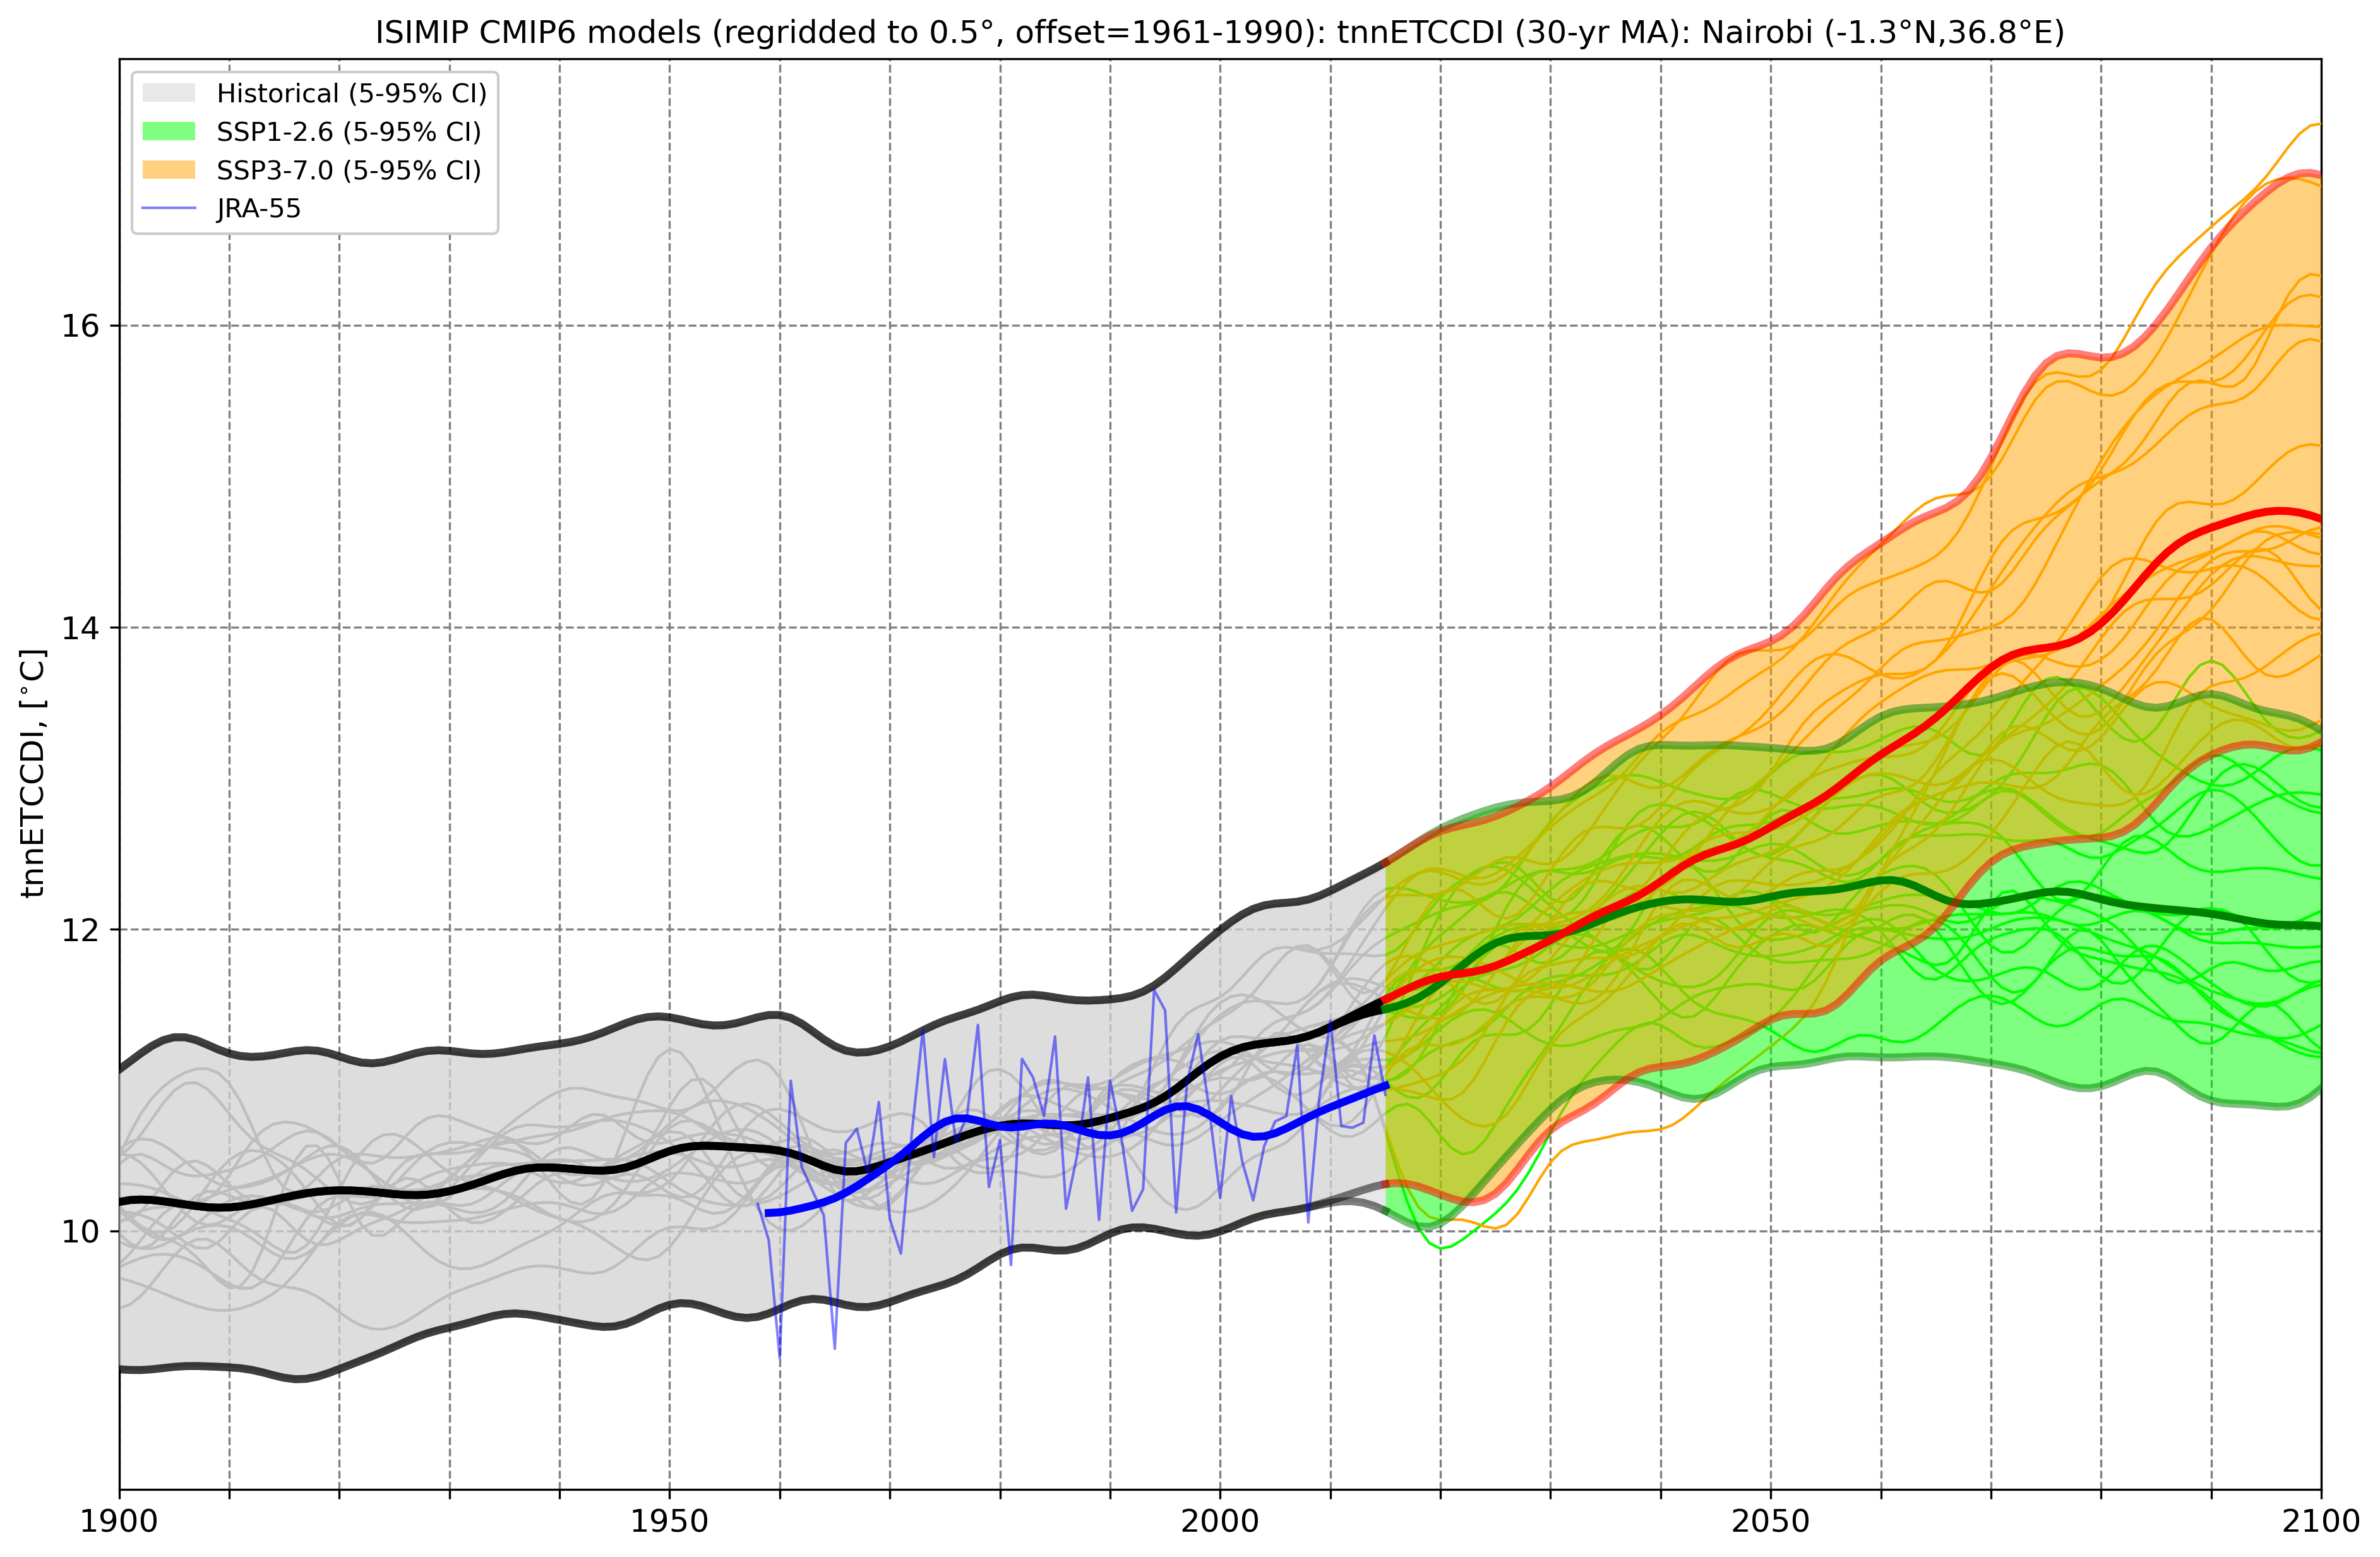 ISIMIP CMIP6 models (regridded to 0.5°, offset=1961-1990): tnnETCCDI (30-yr MA): Nairobi (-1.3°N,36.8°E)
Historical (5-95% CI)
SSP1-2.6 (5-95% CI)
SSP3-7.0 (5-95% CI)
JRA-55
tnnETCCDI, [°C]
16
14
12
10
1900 1950 2000 2050 2100